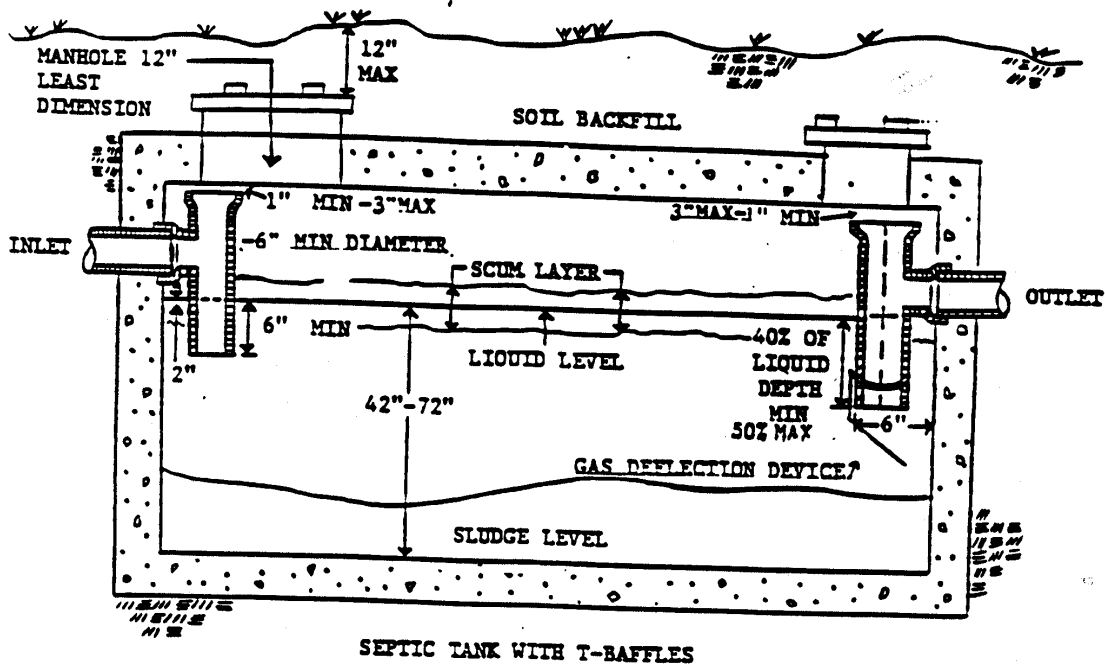 MANHOLE 12"
LEAST
DIMENSION
12"
MAX
SOIL BACKFILL
1" MIN -3"MAX
3"MAX-1" MIN
INLET
-6" MIN DIAMETER
SCUM LAYER
OUTLET
6" MIN
2"
LIQUID LEVEL
40% OF
LIQUID
DEPTH
MIN
50% MAX
6"
42"-72"
GAS DEFLECTION DEVICE
SLUDGE LEVEL
SEPTIC TANK WITH T-BAFFLES